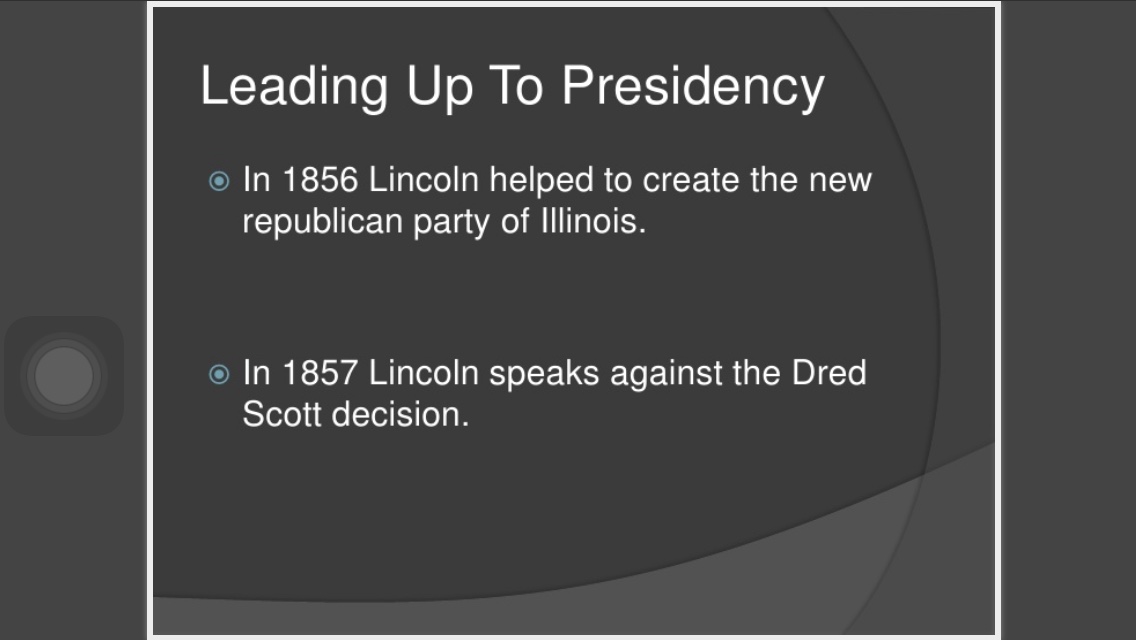 Leading Up To Presidency
In 1856 Lincoln helped to create the new
republican party of Illinois.
In 1857 Lincoln speaks against the Dred
Scott decision.